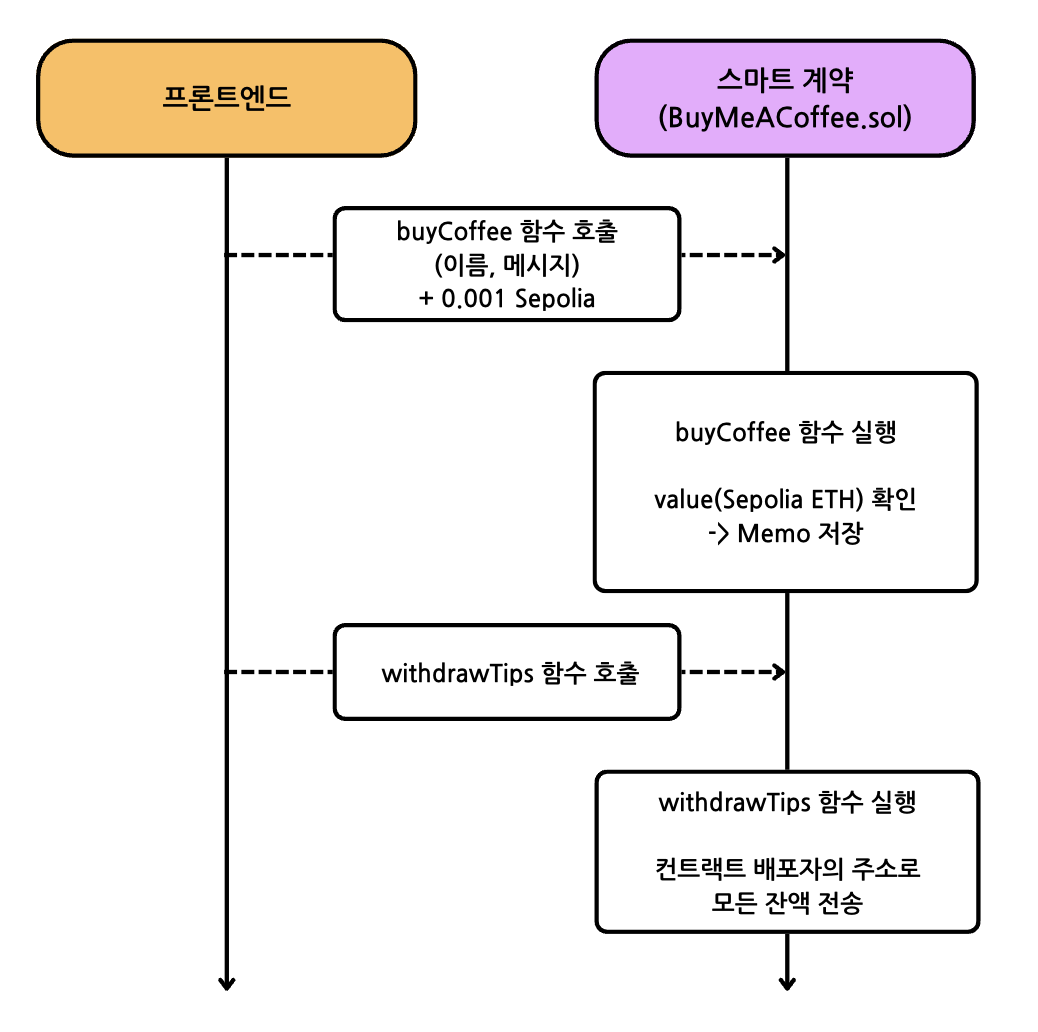 프론트엔드
스마트 계약
(BuyMeACoffee.sol)
buyCoffee 함수 호출
(이름, 메시지)
+ 0.001 Sepolia
buyCoffee 함수 실행
value(Sepolia ETH) 확인
-> Memo 저장
withdrawTips 함수 호출
withdrawTips 함수 실행
컨트랙트 배포자의 주소로
모든 잔액 전송